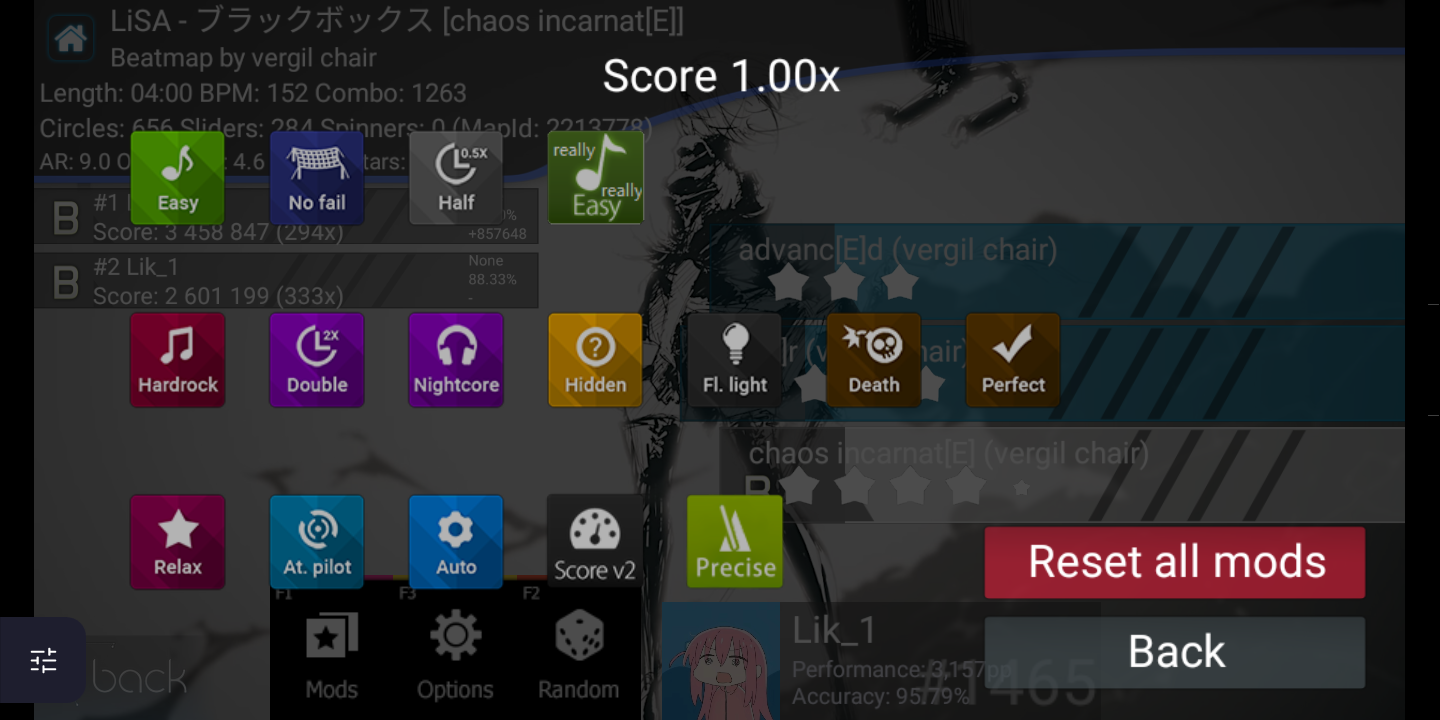 LiSA - ブラックボックス [chaos incarnat[E]]
Beatmap by vergil chair
Score 1.00x
Length: 04:00 BPM: 152 Combo: 1263
Circles: 656 Sliders: 284 Spinners: 0 (MapId: 2213778)
AR: 9.0 4.6
Easy
No fail
0.5X
Half
really
really
Easy
B
#1
Score: 3 458 847 (294x)
+857648
B
#2 Lik_1
Score: 2 601 199 (333x)
None
88.33%
-
advanc[E]d (vergil chair)
Hardrock
2X
Double
Nightcore
?
Hidden
Fl. light
Death
Perfect
chaos incarnat[E] (vergil chair)
B
Relax
At. pilot
Auto
Score v2
Precise
Reset all mods
F1
F3
F2
back
Mods
Options
Random
Lik_1
Performance: 3,157pp
Accuracy: 95.79%
#1465
Back